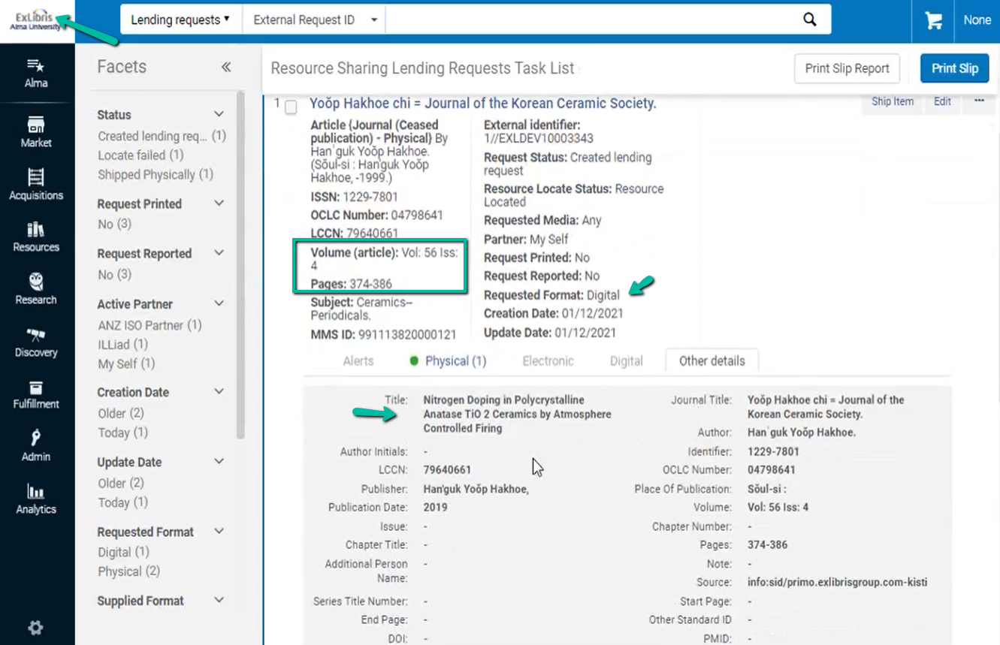 ExLibris
Alma University
Lending requests
External Request ID
None
Alma
Market
Acquisitions
Resources
Research
Discovery
Fulfillment
Admin
Analytics
Facets
Status
Created lending req... (1)
Locate failed (1)
Shipped Physically (1)
Request Printed
No (3)
Request Reported
No (3)
Active Partner
ANZ ISO Partner (1)
ILLiad (1)
My Self (1)
Creation Date
Older (2)
Today (1)
Update Date
Older (2)
Today (1)
Requested Format
Digital (1)
Physical (2)
Supplied Format
Resource Sharing Lending Requests Task List
Print Slip Report
Print Slip
1
Yoŏp Hakhoe chi = Journal of the Korean Ceramic Society.
Ship Item
Edit
Article {Journal (Ceased
publication) - Physical} By
Hanʼguk Yoŏp Hakhoe.
(Sŏul-si : Han'guk Yoŏp
Hakhoe, -1999.)
ISSN: 1229-7801
OCLC Number: 04798641
LCCN: 79640661
Volume (article): Vol: 56 Iss:
4
Pages: 374-386
Subject: Ceramics--
Periodicals.
MMS ID: 991113820000121
External identifier:
1//EXLDEV10003343
Request Status: Created lending
request
Resource Locate Status: Resource
Located
Requested Media: Any
Partner: My Self
Request Printed: No
Request Reported: No
Requested Format: Digital
Creation Date: 01/12/2021
Update Date: 01/12/2021
Alerts
Physical (1)
Electronic
Digital
Other details
Title: Nitrogen Doping in Polycrystalline
Anatase TiO 2 Ceramics by Atmosphere
Controlled Firing
Author Initials: -
LCCN: 79640661
Publisher: Han'guk Yoŏp Hakhoe,
Publication Date: 2019
Issue: -
Chapter Title: -
Additional Person -
Name:
Series Title Number: -
End Page: -
DOI: -
Journal Title: Yoŏp Hakhoe chi = Journal of the
Korean Ceramic Society.
Author: Hanʼguk Yoŏp Hakhoe.
Identifier: 1229-7801
OCLC Number: 04798641
Place Of Publication: Sŏul-si :
Volume: Vol: 56 Iss: 4
Chapter Number: -
Pages: 374-386
Note: -
Source: info:sid/primo.exlibrisgroup.com-kisti
Start Page: -
Other Standard ID -
PMID: -